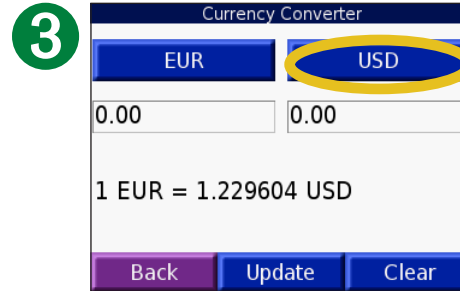 3
Currency Converter
EUR USD
0.00 0.00
1 EUR = 1.229604 USD
Back Update Clear